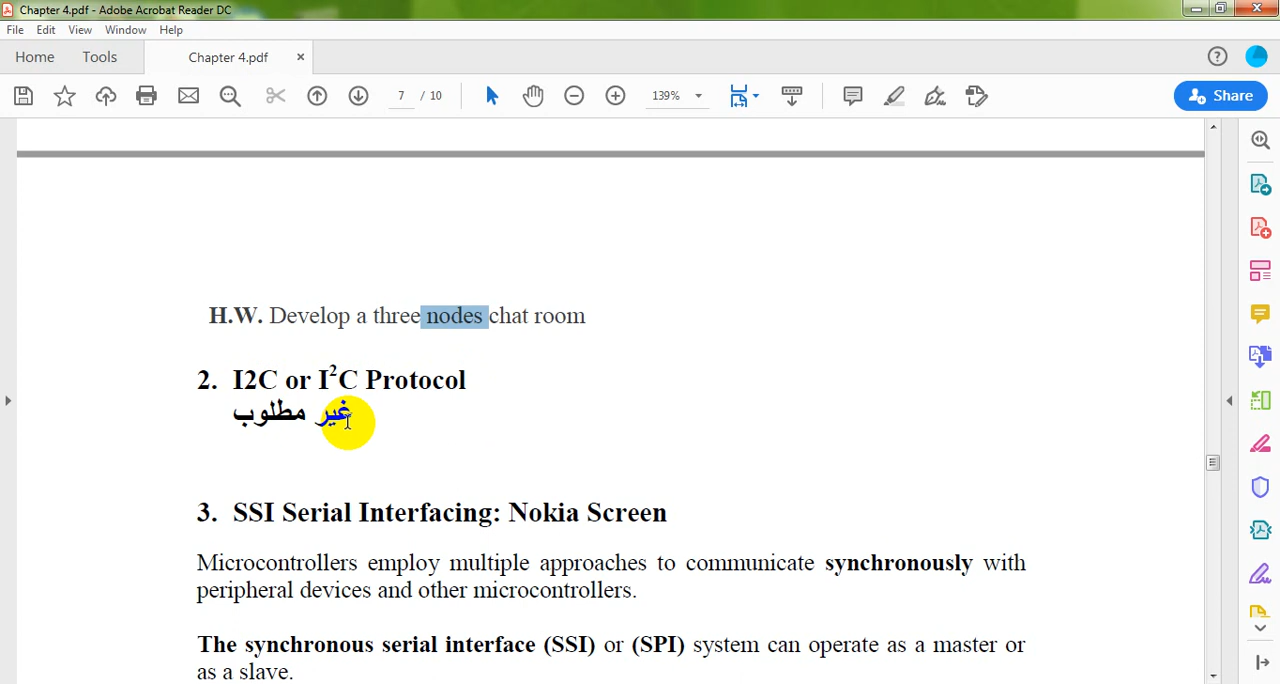 Chapter 4.pdf - Adobe Acrobat Reader DC
File Edit View Window Help
Home Tools Chapter 4.pdf
7 / 10 139% Share
H.W. Develop a three nodes chat room
2. I2C or I²C Protocol
غير مطلوب
3. SSI Serial Interfacing: Nokia Screen
Microcontrollers employ multiple approaches to communicate synchronously with
peripheral devices and other microcontrollers.
The synchronous serial interface (SSI) or (SPI) system can operate as a master or
as a slave.